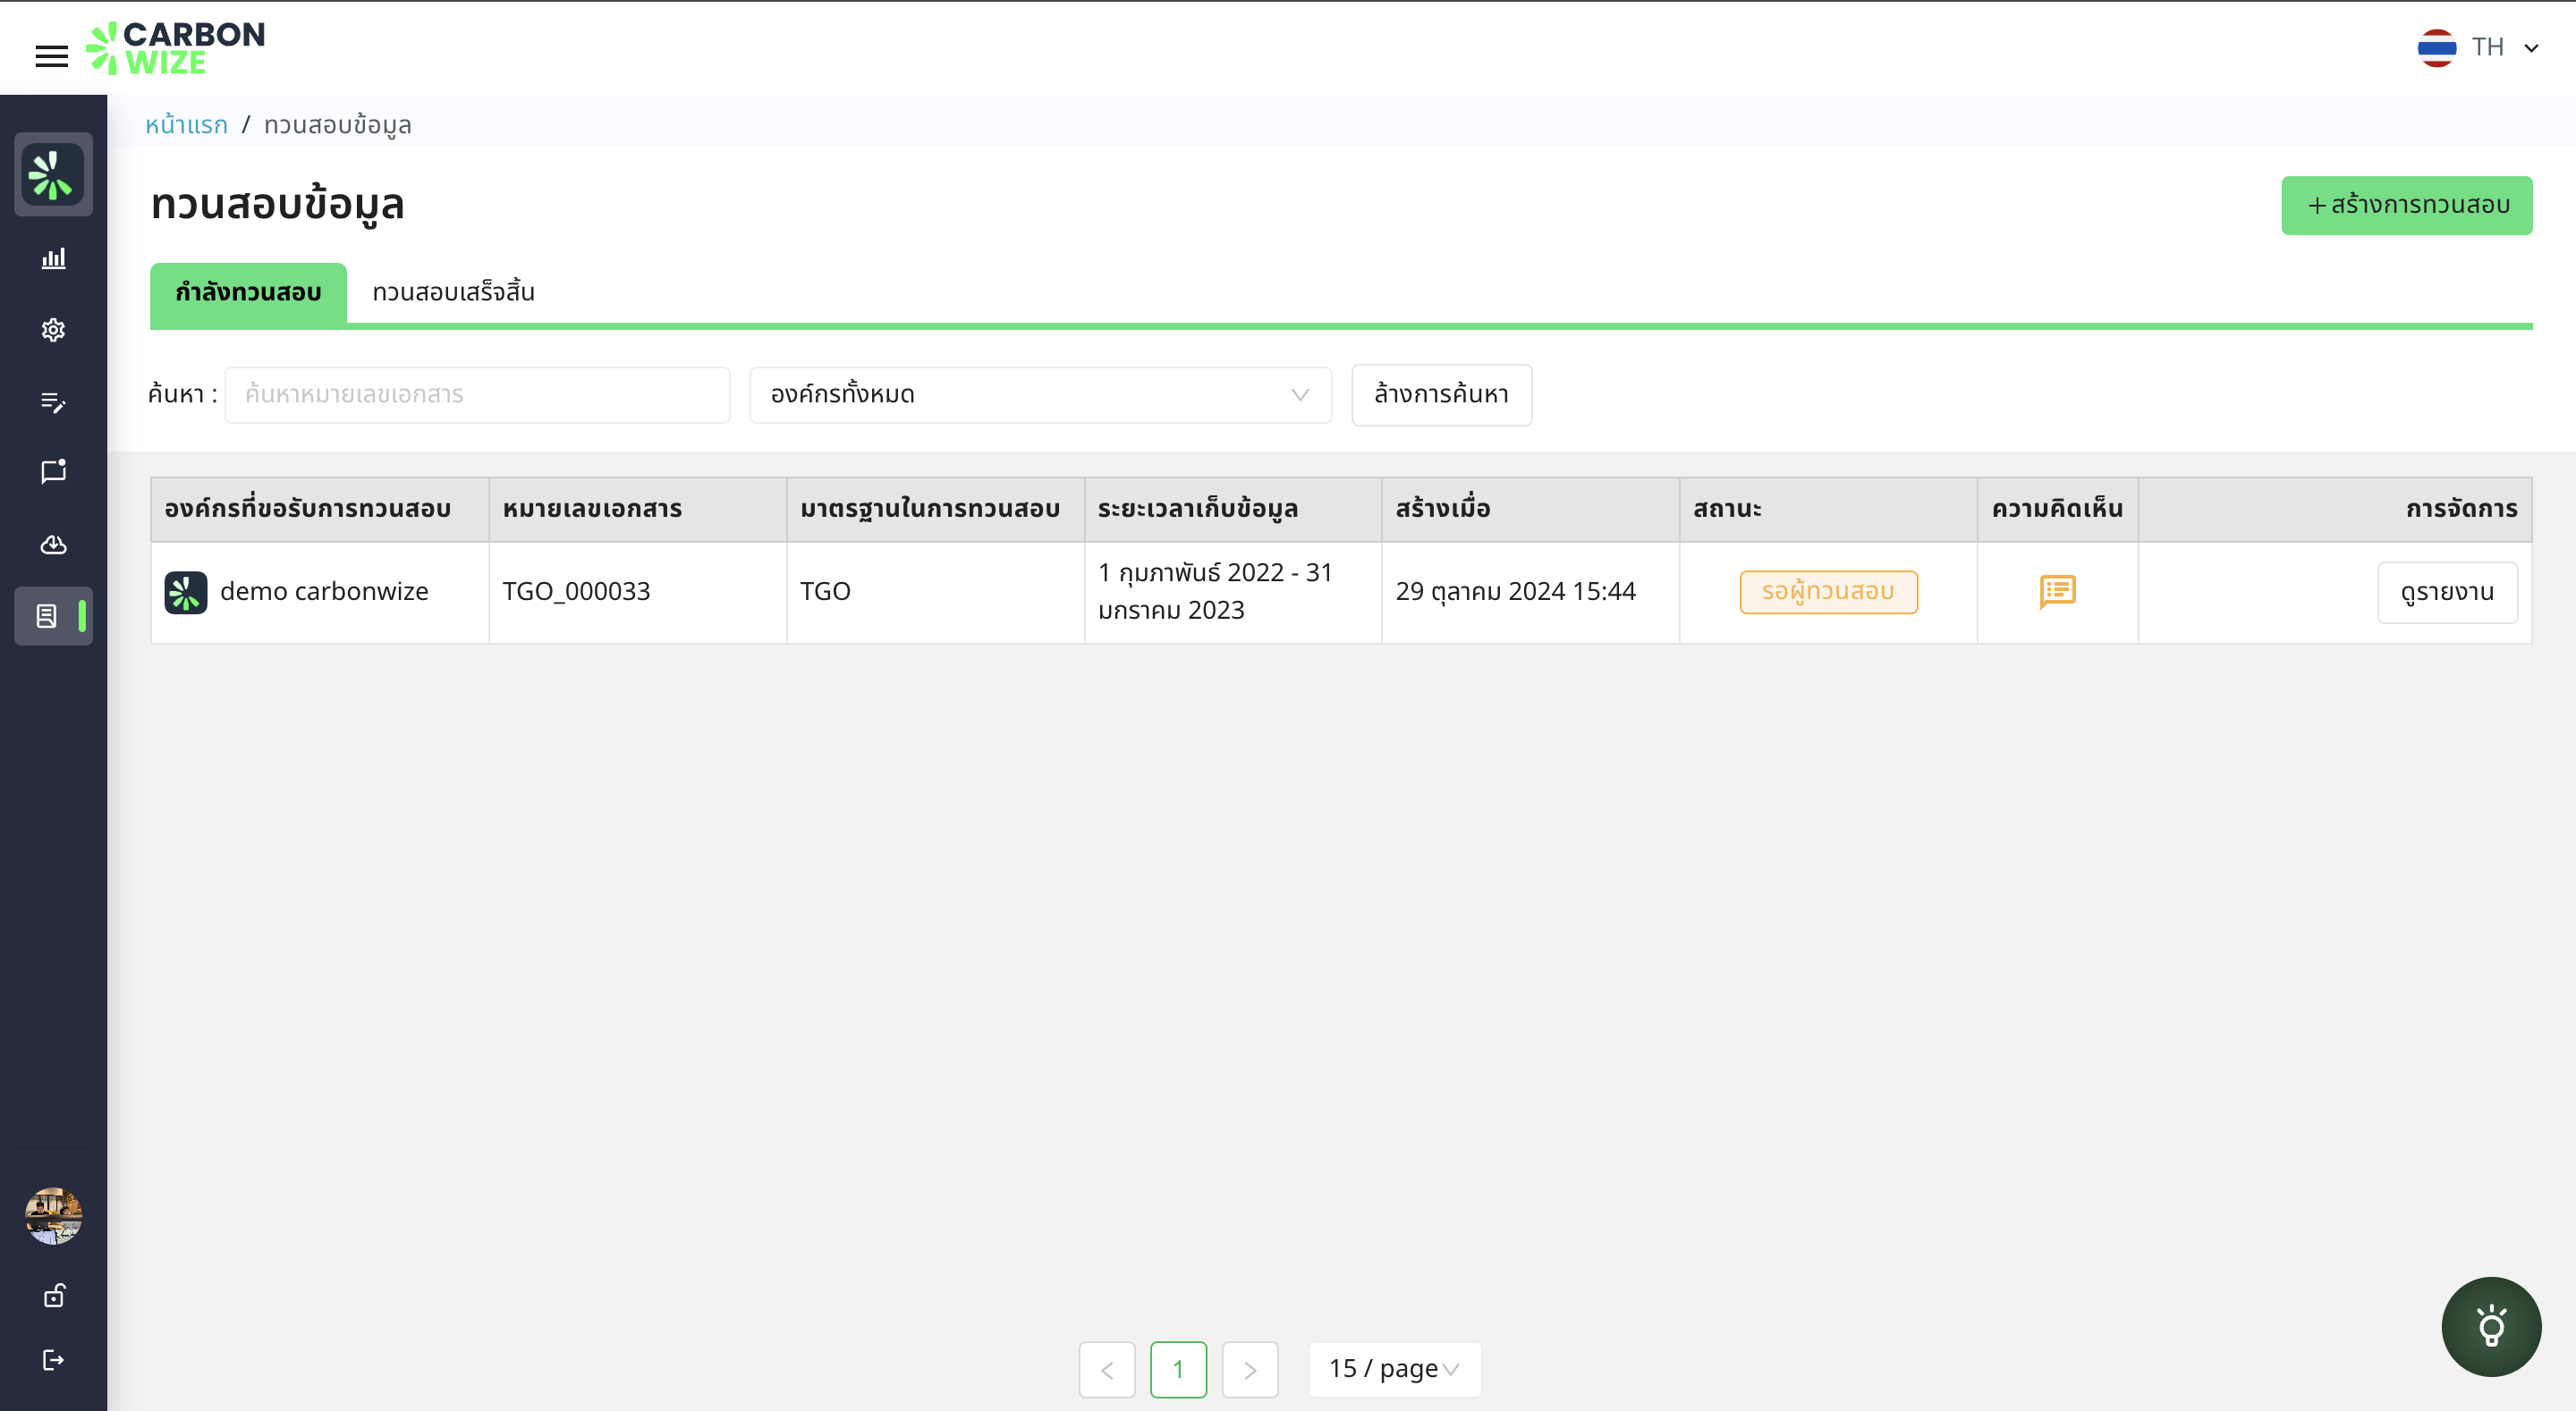 CARBON
WIZE
TH
หน้าแรก / ทวนสอบข้อมูล
ทวนสอบข้อมูล
+ สร้างการทวนสอบ
กำลังทวนสอบ ทวนสอบเสร็จสิ้น
ค้นหา : ค้นหาหมายเลขเอกสาร องค์กรทั้งหมด ล้างการค้นหา
องค์กรที่ขอรับการทวนสอบ หมายเลขเอกสาร มาตรฐานในการทวนสอบ ระยะเวลาเก็บข้อมูล สร้างเมื่อ สถานะ ความคิดเห็น การจัดการ
demo carbonwize TGO_000033 TGO 1 กุมภาพันธ์ 2022 - 31 29 ตุลาคม 2024 15:44 รอผู้ทวนสอบ ดูรายงาน
มกราคม 2023
1 15 / page